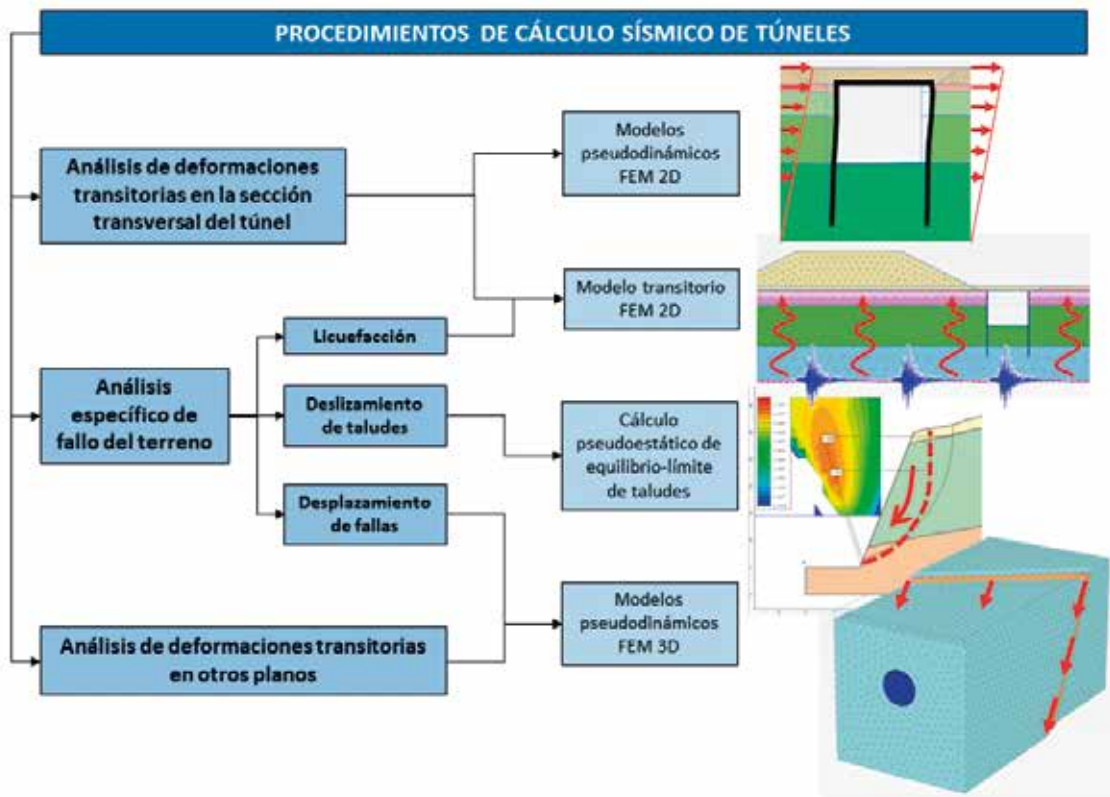 PROCEDIMIENTOS DE CÁLCULO SÍSMICO DE TÚNELES
Análisis de deformaciones
transitorias en la sección
transversal del túnel
Modelos
pseudodinámicos
FEM 2D
Modelo transitorio
FEM 2D
Licuefacción
Análisis
específico de
fallo del terreno
Deslizamiento
de taludes
Cálculo
pseudoestático de
equilibrio-límite
de taludes
Desplazamiento
de fallas
Modelos
pseudodinámicos
FEM 3D
Análisis de deformaciones transitorias
en otros planos